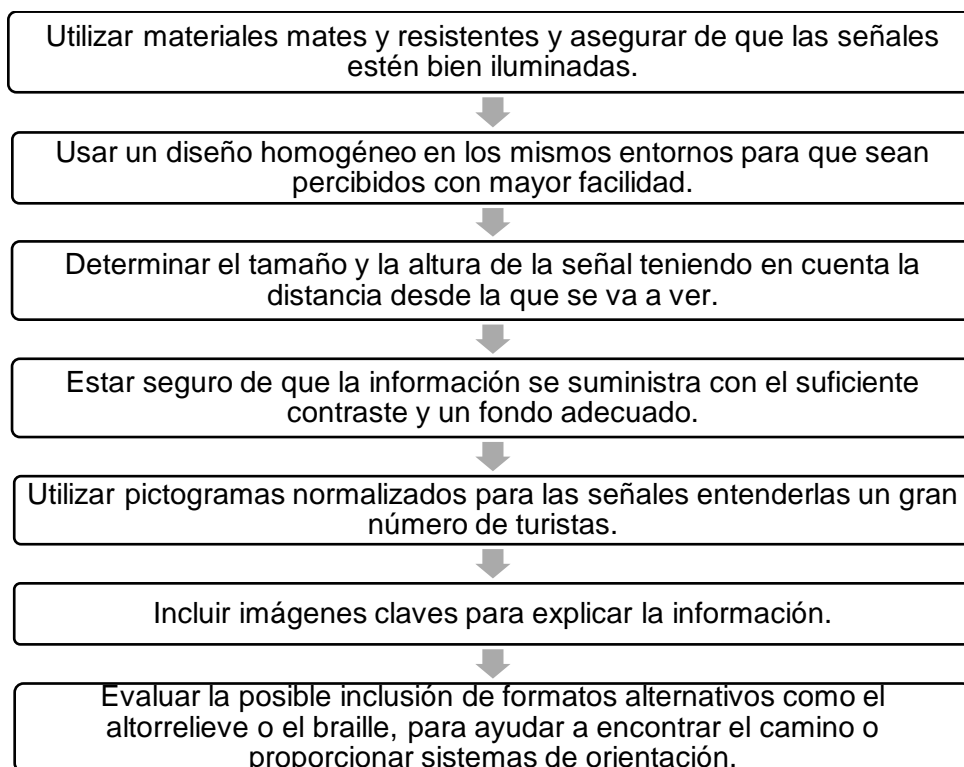 Utilizar materiales mates y resistentes y asegurar de que las señales
estén bien iluminadas.
Usar un diseño homogéneo en los mismos entornos para que sean
percibidos con mayor facilidad.
Determinar el tamaño y la altura de la señal teniendo en cuenta la
distancia desde la que se va a ver.
Estar seguro de que la información se suministra con el suficiente
contraste y un fondo adecuado.
Utilizar pictogramas normalizados para las señales entenderlas un gran
número de turistas.
Incluir imágenes claves para explicar la información.
Evaluar la posible inclusión de formatos alternativos como el
altorrelieve o el braille, para ayudar a encontrar el camino o
proporcionar sistemas de orientación.